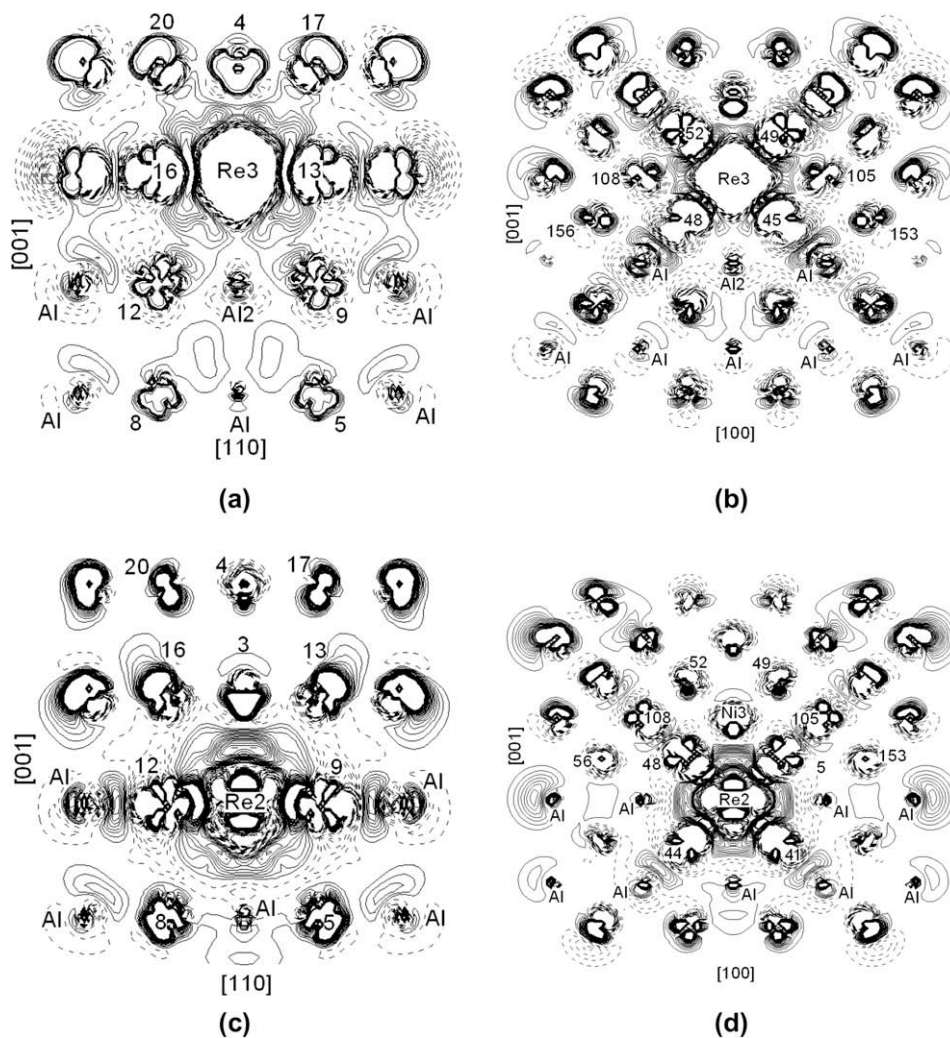 20 4 17
16 Re3 13
[001]
Al 12 Al2 9 Al
Al 8 Al 5 Al
[110]
(a)
52 49
Re3
108 105
[001]
48 45
156 153
Al Al2 Al
Al Al Al Al Al
[100]
(b)
20 4 17
16 3 13
[001]
Al 12 Re2 9 Al
Al 8 Al 5 Al
[110]
(c)
52 49
108 Ni3 105
[001]
56 48 5 153
Al Al Re2 Al Al
44 41
Al Al Al Al Al
[100]
(d)